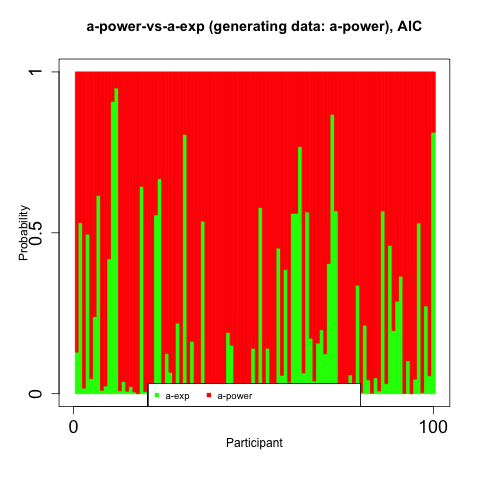 a-power-vs-a-exp (generating data: a-power), AIC
1
0.5
0
Probability
a-exp a-power
0 100
Participant